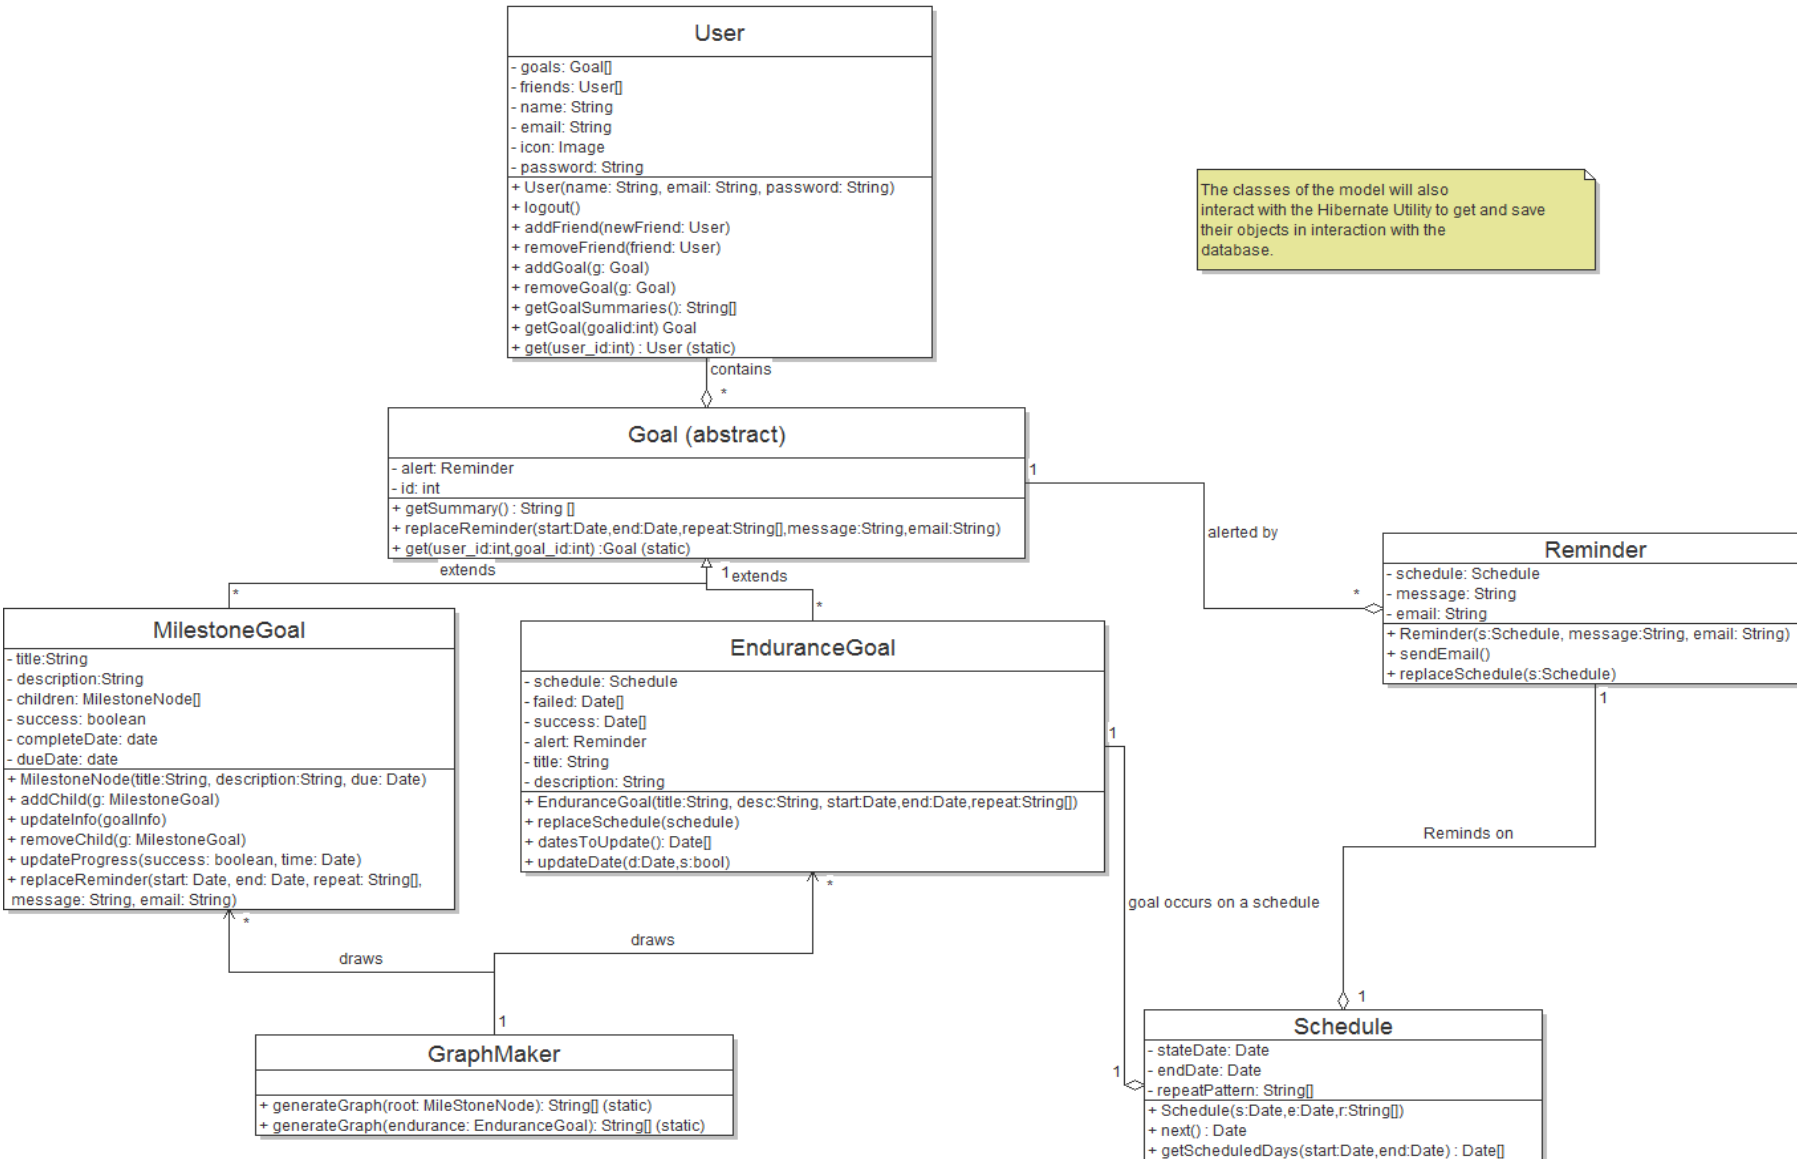 User
- goals: Goal[]
- friends: User[]
- name: String
- email: String
- icon: Image
- password: String
+ User(name: String, email: String, password: String)
+ logout()
+ addFriend(newFriend: User)
+ removeFriend(friend: User)
+ addGoal(g: Goal)
+ removeGoal(g: Goal)
+ getGoalSummaries(): String[]
+ getGoal(goalid:int) Goal
+ get(user_id:int) : User (static)
The classes of the model will also
interact with the Hibernate Utility to get and save
their objects in interaction with the
database.
contains
*
Goal (abstract)
- alert: Reminder
- id: int
+ getSummary() : String []
+ replaceReminder(start:Date,end:Date,repeat:String[],message:String,email:String)
+ get(user_id:int,goal_id:int) :Goal (static)
1
alerted by
*
Reminder
- schedule: Schedule
- message: String
- email: String
+ Reminder(s:Schedule, message:String, email: String)
+ sendEmail()
+ replaceSchedule(s:Schedule)
1
extends
1
extends
*
*
MilestoneGoal
- title:String
- description:String
- children: MilestoneNode[]
- success: boolean
- completeDate: date
- dueDate: date
+ MilestoneNode(title:String, description:String, due: Date)
+ addChild(g: MilestoneGoal)
+ updateInfo(goalInfo)
+ removeChild(g: MilestoneGoal)
+ updateProgress(success: boolean, time: Date)
+ replaceReminder(start: Date, end: Date, repeat: String[],
message: String, email: String)
*
EnduranceGoal
- schedule: Schedule
- failed: Date[]
- success: Date[]
- alert: Reminder
- title: String
- description: String
+ EnduranceGoal(title:String, desc:String, start:Date,end:Date,repeat:String[])
+ replaceSchedule(schedule)
+ datesToUpdate(): Date[]
+ updateDate(d:Date,s:bool)
*
1
goal occurs on a schedule
1
Reminds on
1
draws
draws
1
GraphMaker
+ generateGraph(root: MileStoneNode): String[] (static)
+ generateGraph(endurance: EnduranceGoal): String[] (static)
Schedule
- stateDate: Date
- endDate: Date
- repeatPattern: String[]
+ Schedule(s:Date,e:Date,r:String[])
+ next() : Date
+ getScheduledDays(start:Date,end:Date) : Date[]